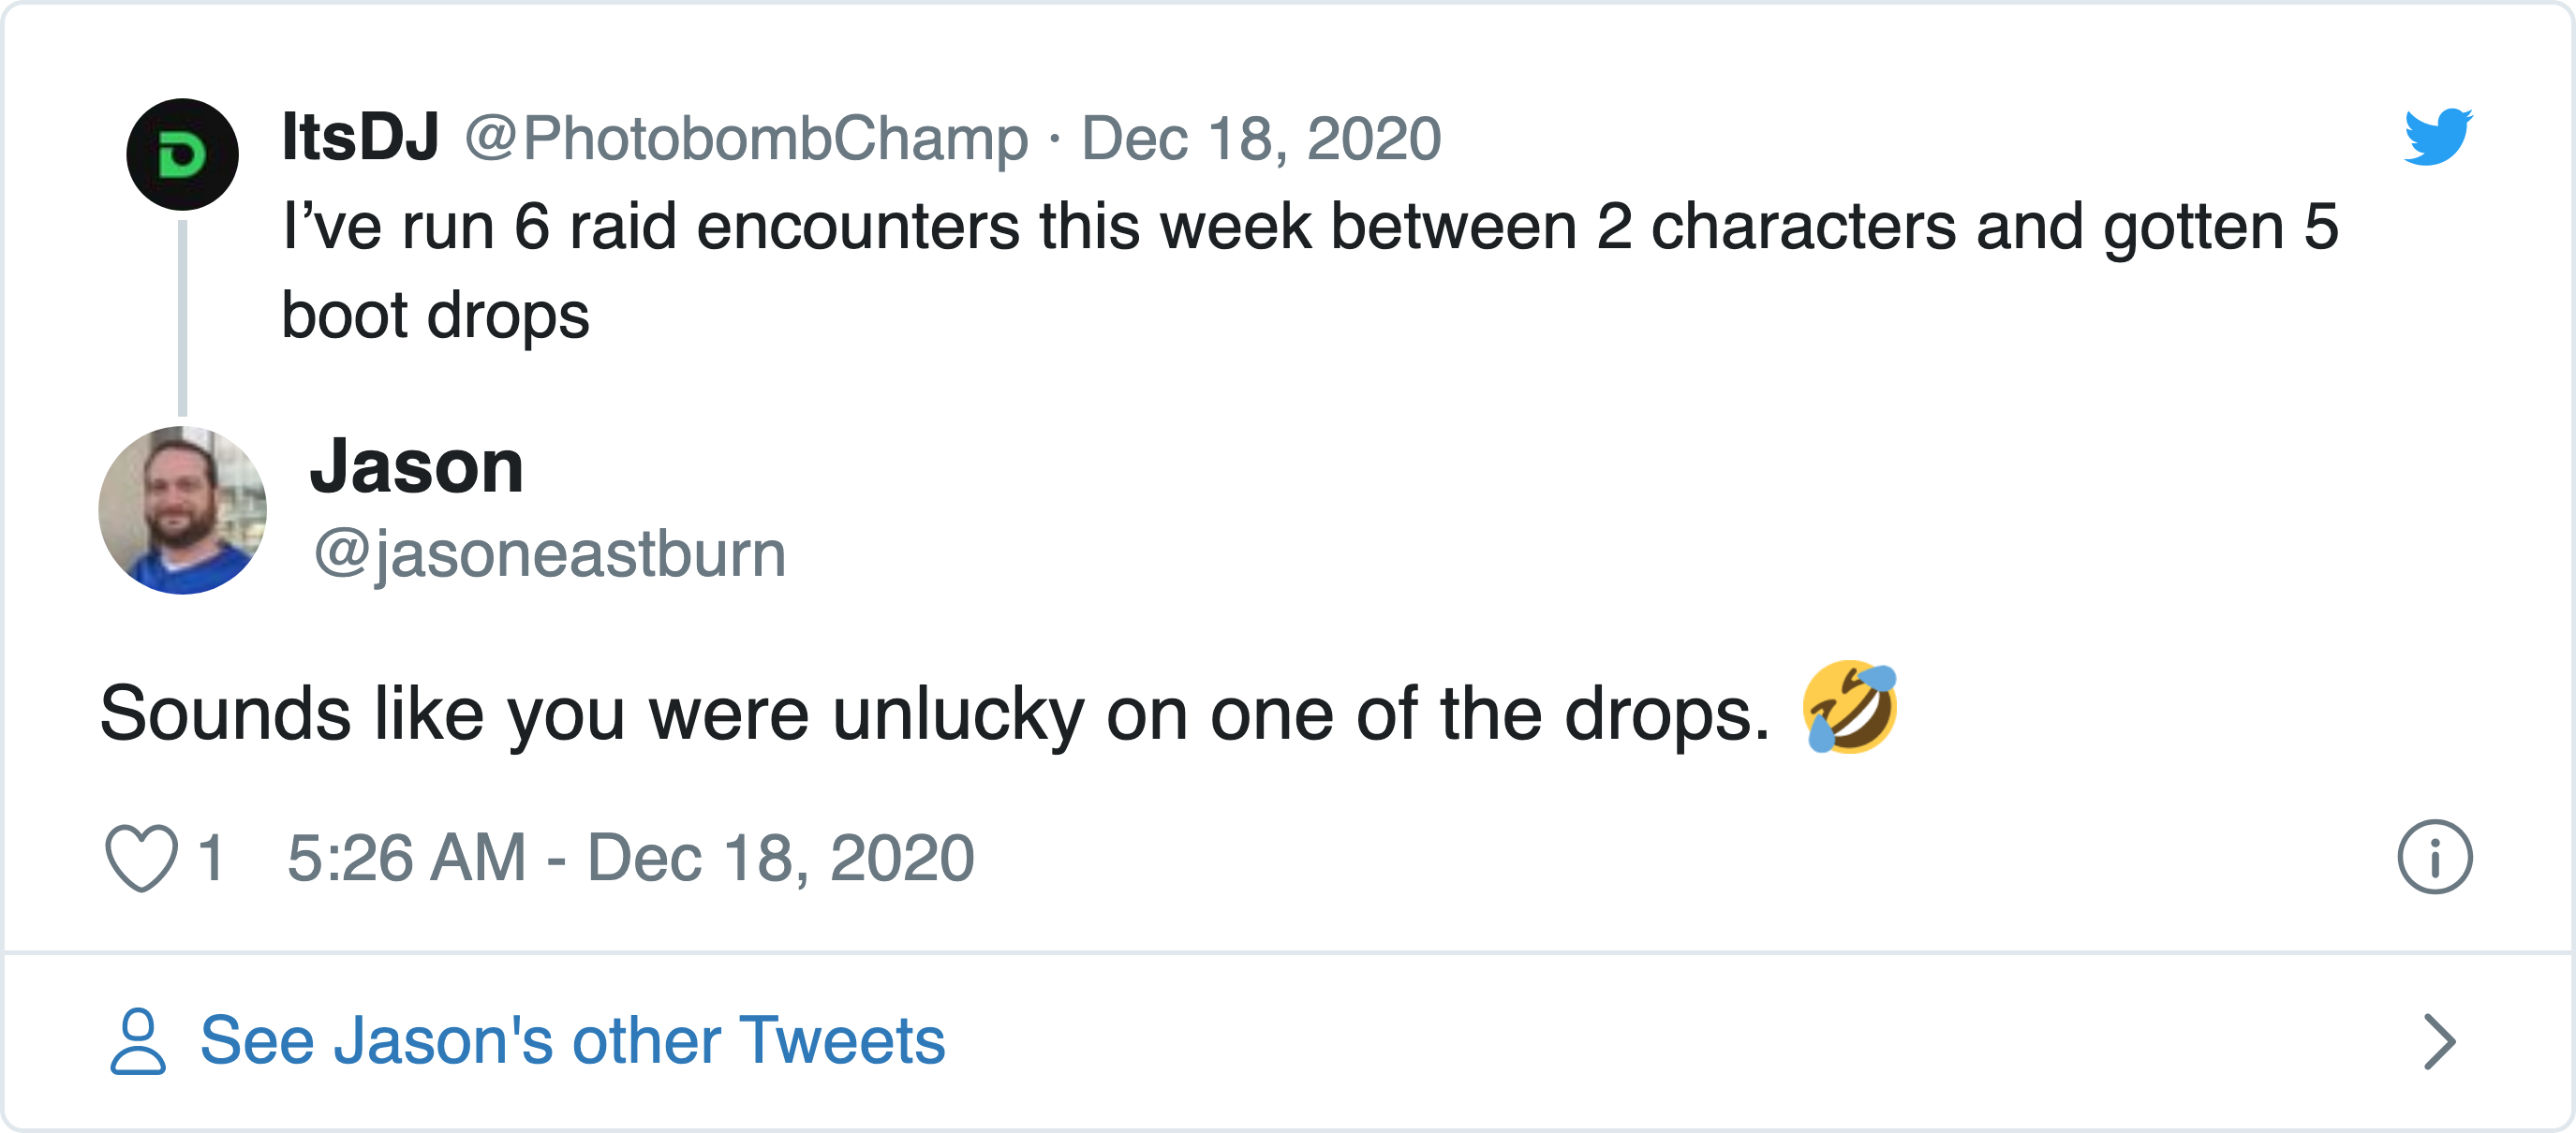 ItsDJ @PhotobombChamp · Dec 18, 2020
I’ve run 6 raid encounters this week between 2 characters and gotten 5
boot drops
Jason
@jasoneastburn
Sounds like you were unlucky on one of the drops. 🤣
1 5:26 AM - Dec 18, 2020
See Jason's other Tweets